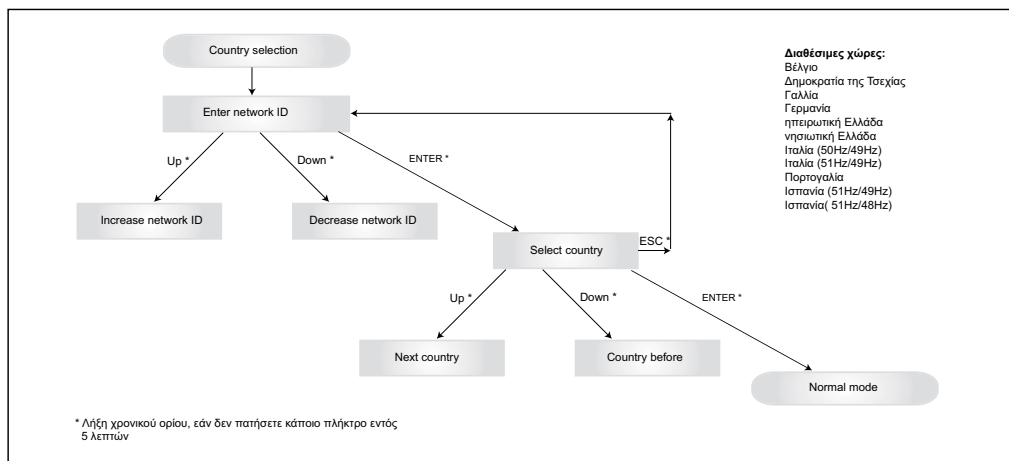 Country selection
Enter network ID
Up *
Down *
ENTER *
Increase network ID
Decrease network ID
Select country
ESC *
Up *
Down *
ENTER *
Next country
Country before
Normal mode
Διαθέσιμες χώρες:
Βέλγιο
Δημοκρατία της Τσεχίας
Γαλλία
Γερμανία
ηπειρωτική Ελλάδα
νησιωτική Ελλάδα
Ιταλία (50Hz/49Hz)
Ιταλία (51Hz/49Hz)
Πορτογαλία
Ισπανία (51Hz/49Hz)
Ισπανία( 51Hz/48Hz)
* Λήξη χρονικού ορίου, εάν δεν πατήσετε κάποιο πλήκτρο εντός
5 λεπτών